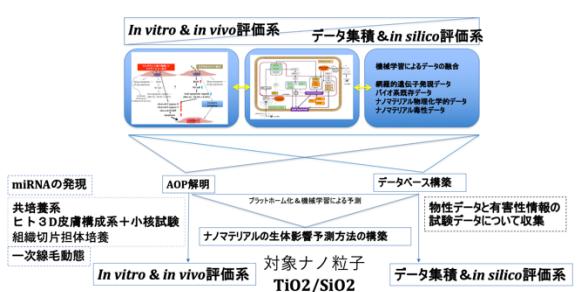 In vitro & in vivo評価系
データ集積&in silico評価系
機械学習によるデータの融合
網羅的遺伝子発現データ
バイオ系既存データ
ナノマテリアル物理化学的データ
ナノマテリアル毒性データ
miRNAの発現
AOP解明
データベース構築
プラットホーム化&機械学習による予測
共培養系
ヒト3D皮膚構成系+小核試験
組織切片担体培養
物性データと有害性情報の
試験データについて収集
ナノマテリアルの生体影響予測方法の構築
一次線毛動態
In vitro & in vivo評価系
対象ナノ粒子
TiO2/SiO2
データ集積&in silico評価系